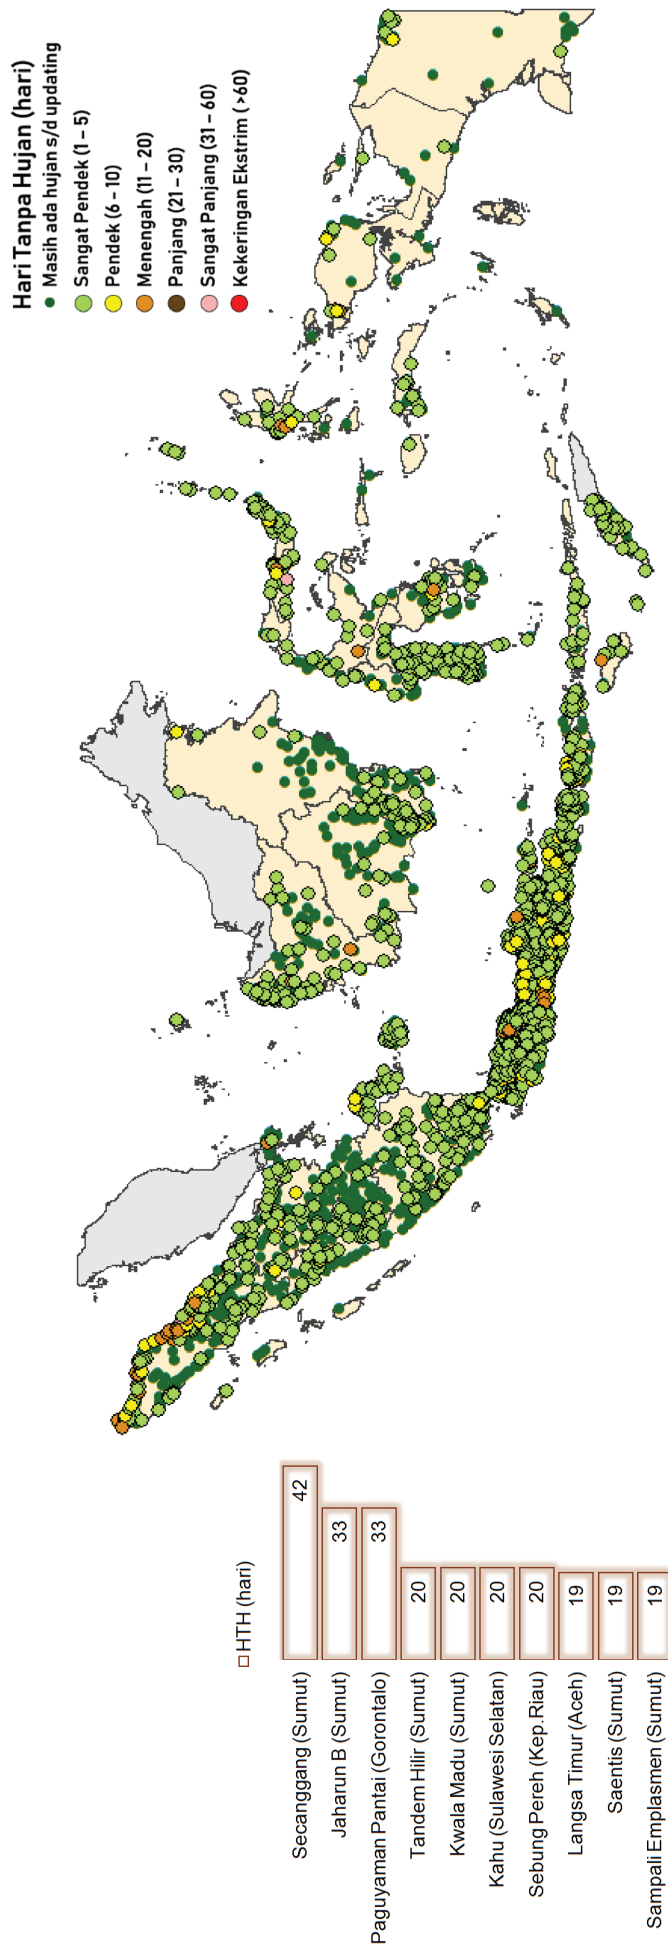 Hari Tanpa Hujan (hari)
Masih ada hujan s/d updating
Sangat Pendek (1 – 5)
Pendek (6 – 10)
Menengah (11 – 20)
Panjang (21 – 30)
Sangat Panjang (31 – 60)
Kekeringan Ekstrim (>60)
HTH (hari)
Secanggang (Sumut) 42
Jaharun B (Sumut) 33
Paguyaman Pantai (Gorontalo) 33
Tandem Hilir (Sumut) 20
Kwala Madu (Sumut) 20
Kahu (Sulawesi Selatan) 20
Sebung Pereh (Kep.Riau) 20
Langsa Timur (Aceh) 19
Saentis (Sumut) 19
Sampali Emplasmen (Sumut) 19